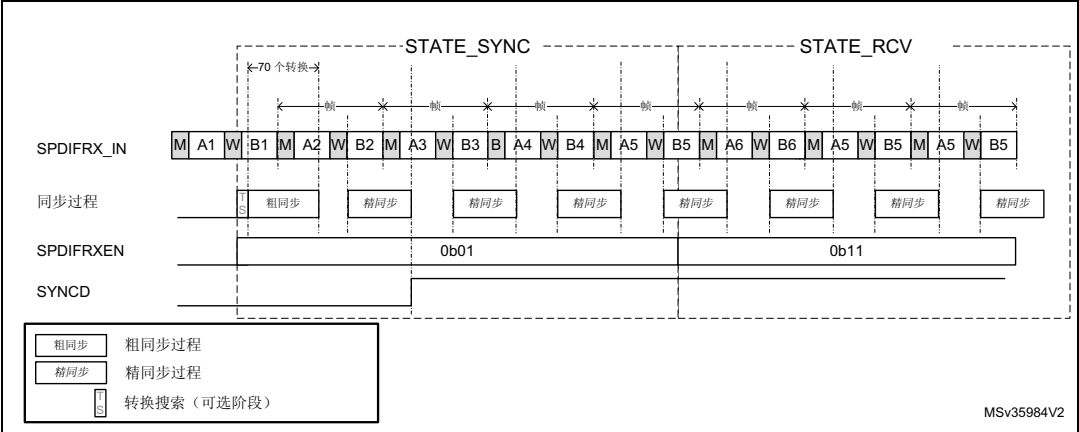 STATE_SYNC STATE_RCV
70 个转换
帧 帧 帧 帧 帧 帧 帧
SPDIFRX_IN M A1 W B1 M A2 W B2 M A3 W B3 B A4 W B4 M A5 W B5 M A6 W B6 M A5 W B5 M A5 W B5
同步过程 TS 粗同步 精同步 精同步 精同步 精同步 精同步 精同步 精同步
SPDIFRXEN 0b01 0b11
SYNCD
粗同步 粗同步过程
精同步 精同步过程
TS 转换搜索（可选阶段）
MSv35984V2